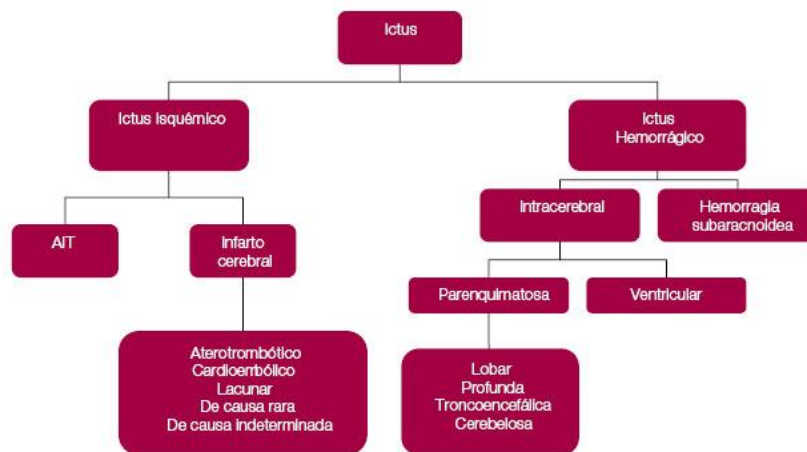 Ictus
Ictus Isquémico
Ictus
Hemorrágico
AIT
Infarto
cerebral
Intracerebral
Hemorragia
subaracnoidea
Parenquimatosa
Ventricular
Aterotrombótico
Cardioembólico
Lacunar
De causa rara
De causa indeterminada
Lobar
Profunda
Troncoencefálica
Cerebelosa